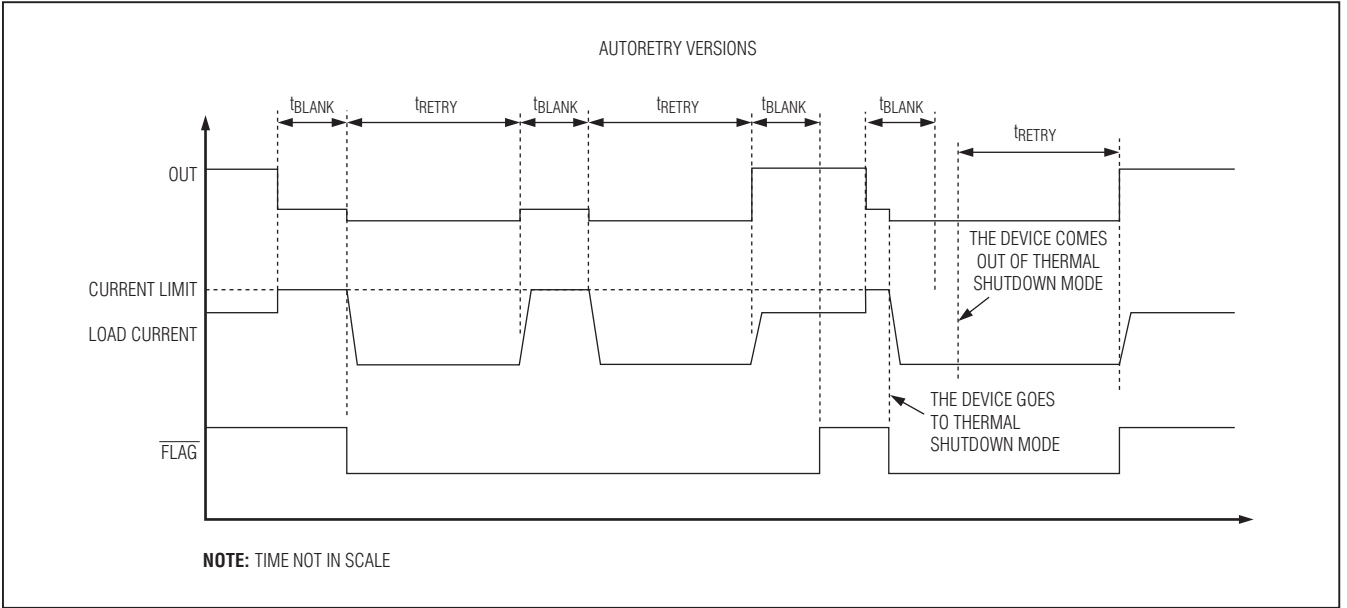 AUTORETRY VERSIONS
tBLANK
tRETRY
tBLANK
tRETRY
tBLANK
tBLANK
tRETRY
OUT
THE DEVICE COMES
OUT OF THERMAL
SHUTDOWN MODE
CURRENT LIMIT
LOAD CURRENT
THE DEVICE GOES
TO THERMAL
SHUTDOWN MODE
FLAG
NOTE: TIME NOT IN SCALE